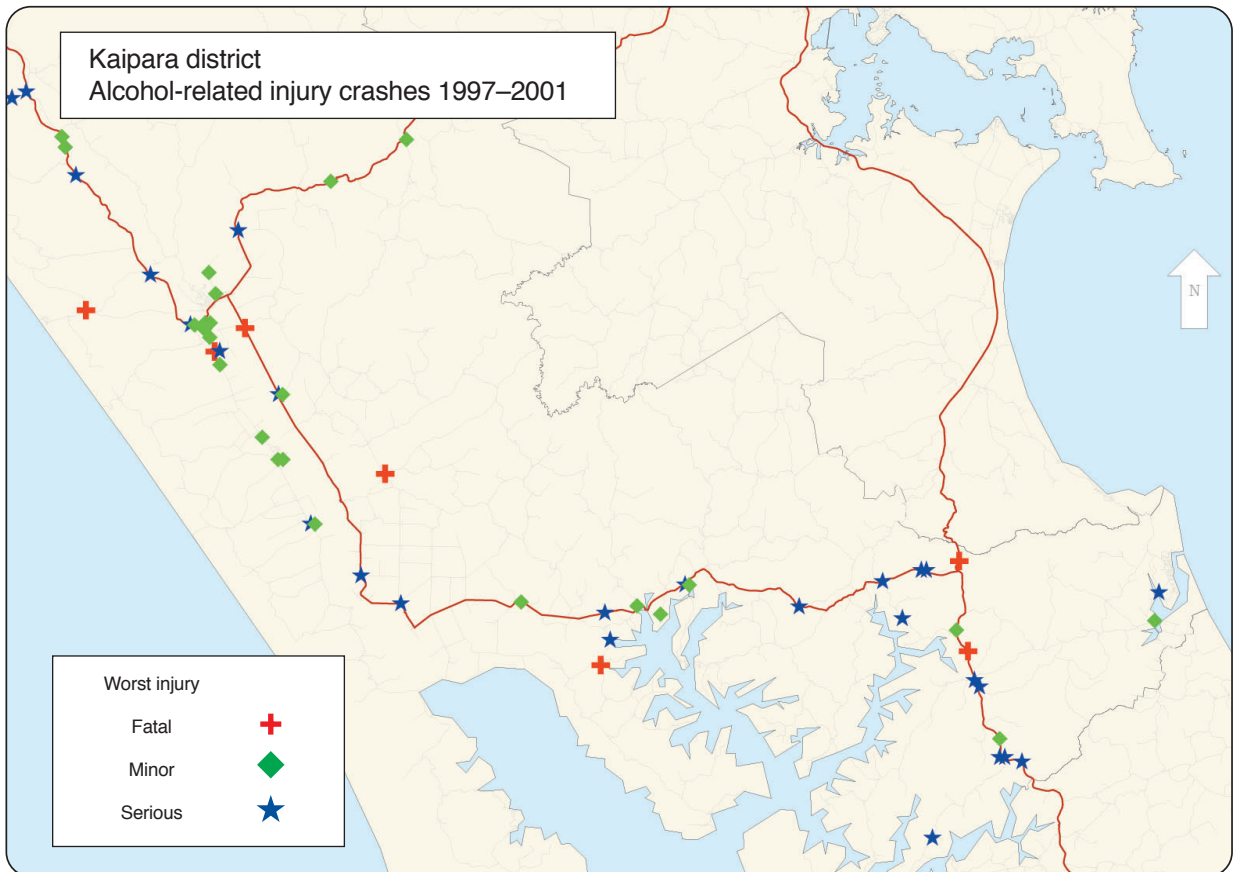 Kaipara district
Alcohol-related injury crashes 1997–2001
N
Worst injury
Fatal
Minor
Serious